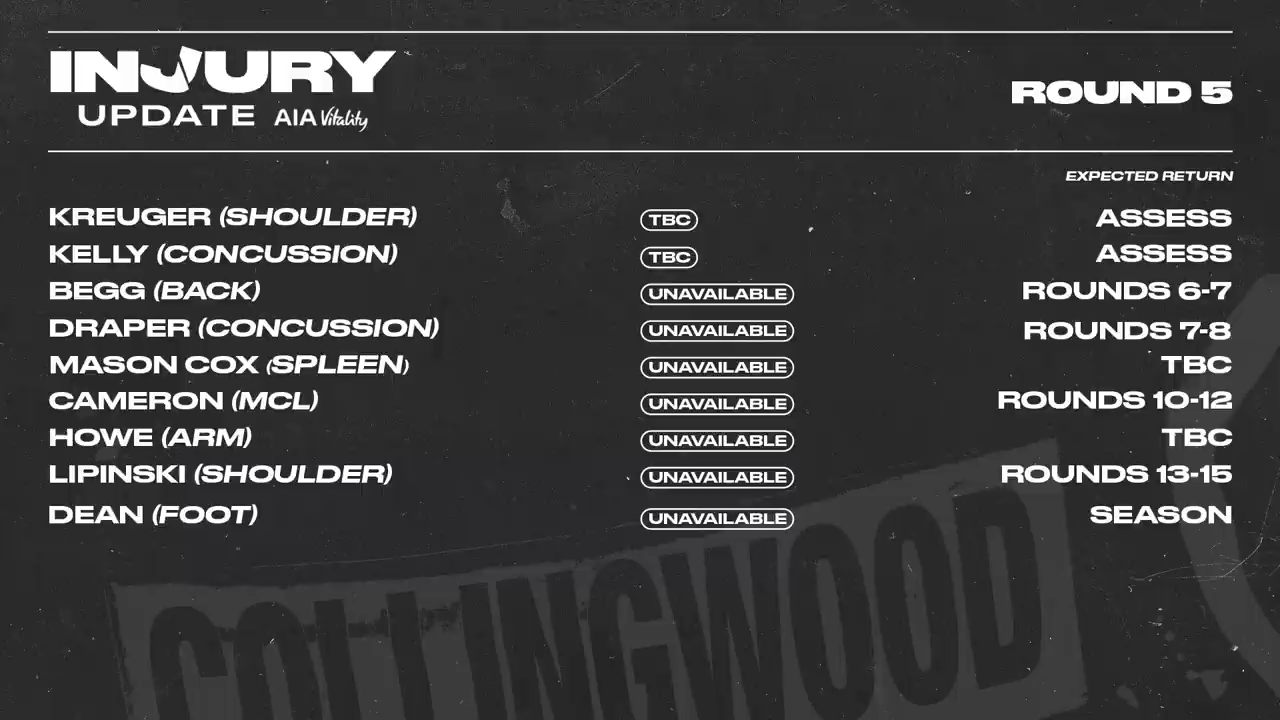 INJURY
UPDATE AIA Vitality
ROUND 5
EXPECTED RETURN
KREUGER (SHOULDER) TBC ASSESS
KELLY (CONCUSSION) TBC ASSESS
BEGG (BACK) UNAVAILABLE ROUNDS 6-7
DRAPER (CONCUSSION) UNAVAILABLE ROUNDS 7-8
MASON COX (SPLEEN) UNAVAILABLE TBC
CAMERON (MCL) UNAVAILABLE ROUNDS 10-12
HOWE (ARM) UNAVAILABLE TBC
LIPINSKI (SHOULDER) UNAVAILABLE ROUNDS 13-15
DEAN (FOOT) UNAVAILABLE SEASON
COLLINGWOOD